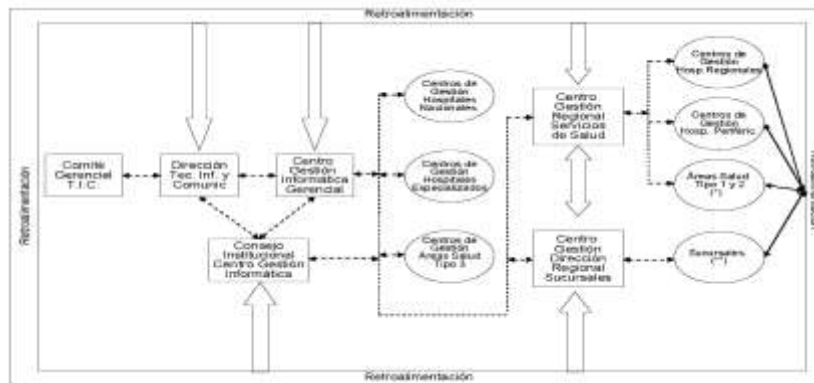 Retroalimentación
Retroalimentación
Comité
Gerencial
T.I.C.
Dirección
Tec. Inf. y
Comunic
Centro
Gestión
Informática
Gerencial
Consejo
Institucional
Centro Gestión
Informática
Centros de
Gestión
Hospitales
Nacionales
Centros de
Gestión
Hospitales
Especializados
Centros de
Gestión
Areas Salud
Tipo 3
Centro
Gestión
Regional
Servicios
de Salud
Centro
Gestión
Dirección
Regional
Sucursales
Centros de
Gestión
Hosp. Regionales
Centros de
Gestión
Hosp. Periféric.
Áreas Salud
Tipo 1 y 2
(*)
Sucursales
(**)
Retroalimentación